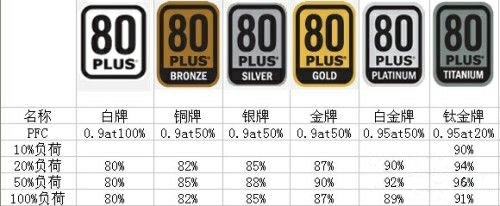 80 PLUS 80 PLUS BRONZE 80 PLUS SILVER 80 PLUS GOLD 80 PLUS PLATINUM 80 PLUS TITANIUM
名称 白牌 铜牌 银牌 金牌 白金牌 钛金牌
PFC 0.9at100% 0.9at50% 0.9at50% 0.9at50% 0.95at50% 0.95at20%
10%负荷 90%
20%负荷 80% 82% 85% 87% 90% 94%
50%负荷 80% 85% 88% 90% 92% 96%
100%负荷 80% 82% 85% 87% 89% 91%